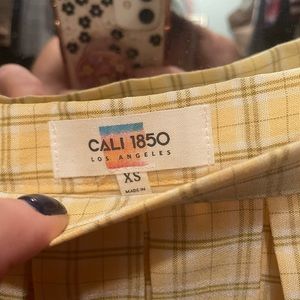 CALI 1850
LOS ANGELES
XS
MADE IN